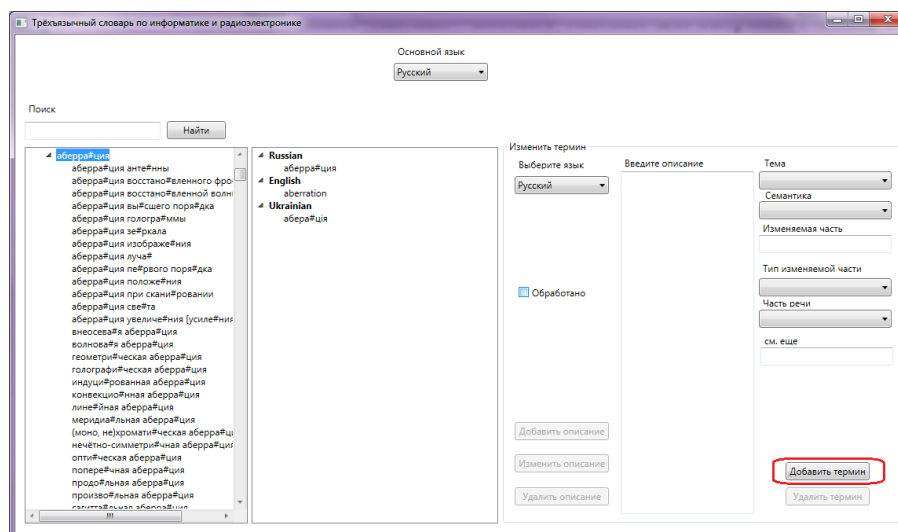 Трёхъязычный словарь по информатике и радиоэлектронике
Основной язык
Русский
Поиск
Найти
аберра#ция
аберра#ция анте#нны
аберра#ция восстано#вленного фро
аберра#ция восстано#вленной волн
аберра#ция вы#сшего поря#дка
аберра#ция гологра#ммы
аберра#ция зе#ркала
аберра#ция изображе#ния
аберра#ция луча#
аберра#ция пе#рвого поря#дка
аберра#ция положе#ния
аберра#ция при скани#ровании
аберра#ция све#та
аберра#ция увеличе#ния [усиле#ния
внеосева#я аберра#ция
волнова#я аберра#ция
геометри#ческая аберра#ция
голографи#ческая аберра#ция
индуци#рованная аберра#ция
конвекцио#нная аберра#ция
лине#йная аберра#ция
меридиа#льная аберра#ция
(моно, не)хромати#ческая аберра#ц
нечётно-симметри#чная аберра#ция
опти#ческая аберра#ция
попере#чная аберра#ция
продо#льная аберра#ция
произво#льная аберра#ция
сагитта#льная аберра#ция
Russian
аберра#ция
English
aberration
Ukrainian
абера#ція
Изменить термин
Выберите язык
Русский
Обработано
Добавить описание
Изменить описание
Удалить описание
Введите описание
Тема
Семантика
Изменяемая часть
Тип изменяемой части
Часть речи
см. еще
Добавить термин
Удалить термин